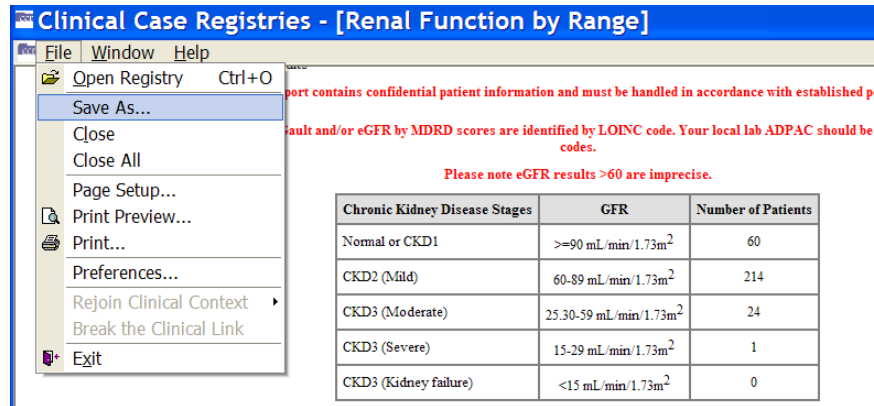 Clinical Case Registries - [Renal Function by Range]
File Window Help
Open Registry Ctrl+O
Save As...
Close
Close All
Page Setup...
Print Preview...
Print...
Preferences...
Rejoin Clinical Context
Break the Clinical Link
Exit
port contains confidential patient information and must be handled in accordance with established p
ault and/or eGFR by MDRD scores are identified by LOINC code. Your local lab ADPAC should be
codes.
Please note eGFR results >60 are imprecise.
Chronic Kidney Disease Stages GFR Number of Patients
Normal or CKD1 >=90 mL/min/1.73m² 60
CKD2 (Mild) 60-89 mL/min/1.73m² 214
CKD3 (Moderate) 25.30-59 mL/min/1.73m² 24
CKD3 (Severe) 15-29 mL/min/1.73m² 1
CKD3 (Kidney failure) <15 mL/min/1.73m² 0